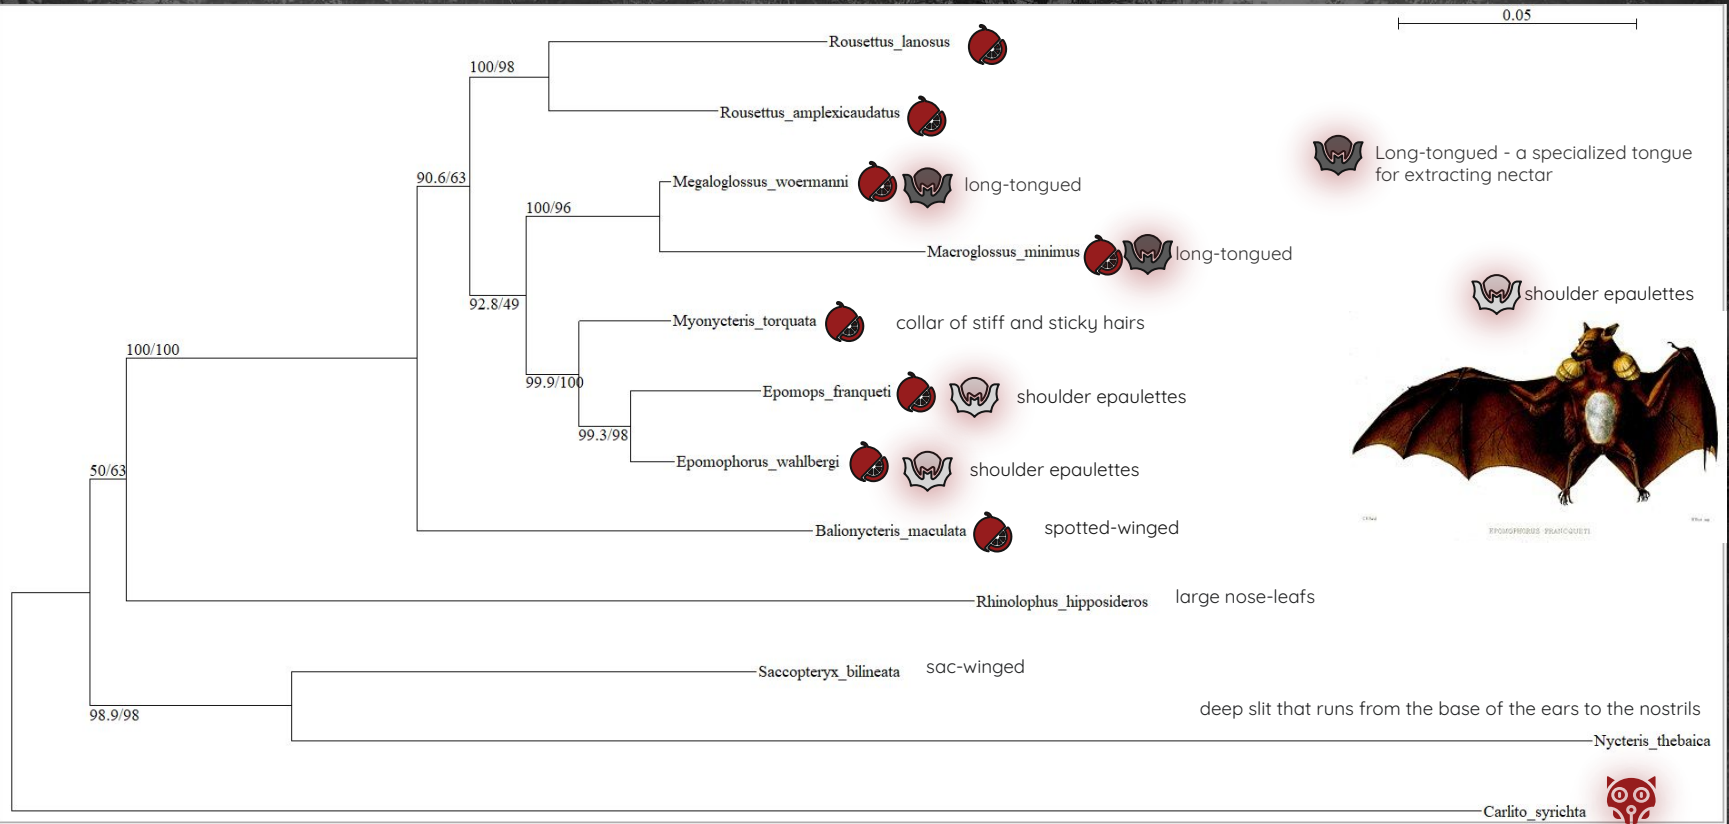 0.05
Rousettus_lanosus
100/98
Rousettus_amplexicaudatus
Long-tongued - a specialized tongue
for extracting nectar
90.6/63
Megaloglossus_woermanni
long-tongued
100/96
Macroglossus_minimus
long-tongued
92.8/49
shoulder epaulettes
Myonycteris_torquata
collar of stiff and sticky hairs
100/100
99.9/100
Epomops_franqueti
shoulder epaulettes
99.3/98
Epomophorus_wahlbergi
shoulder epaulettes
50/63
Balionycteris_maculata
spotted-winged
EPOMOPHORUS FRANQUETI
Rhinolophus_hipposideros
large nose-leafs
Saccopteryx_bilineata
sac-winged
98.9/98
deep slit that runs from the base of the ears to the nostrils
Nycteris_thebaica
Carlito_syrichta